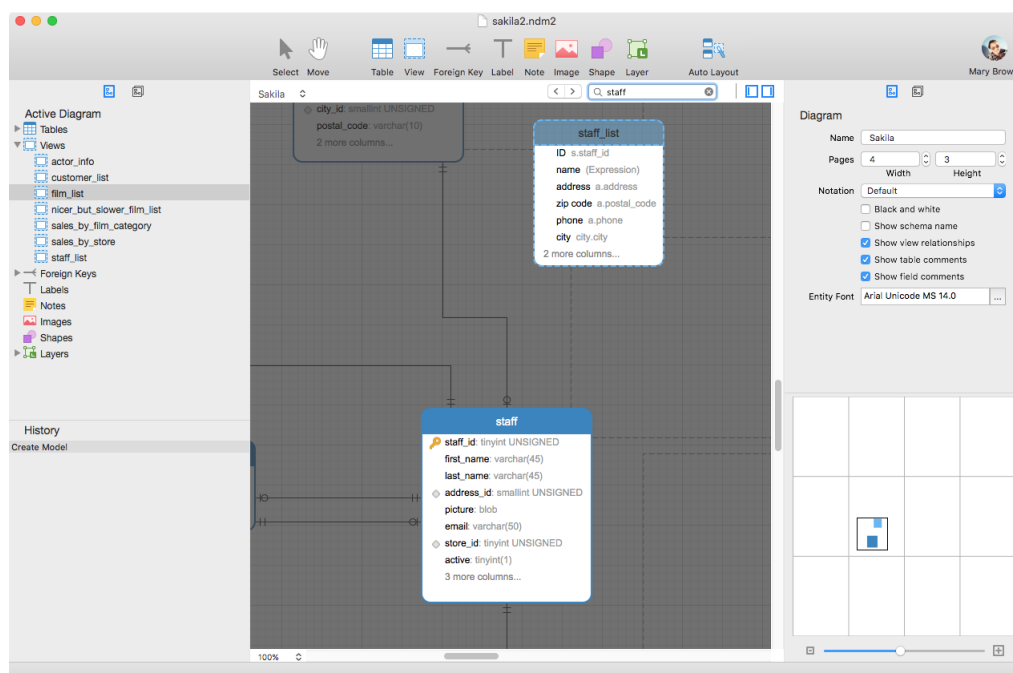 sakila2.ndm2
Select Move Table View Foreign Key Label Note Image Shape Layer Auto Layout Mary Brow
Sakila
staff
Active Diagram
Tables
Views
actor_info
customer_list
film_list
nicer_but_slower_film_list
sales_by_film_category
sales_by_store
staff_list
Foreign Keys
Labels
Notes
Images
Shapes
Layers
History
Create Model
city_id: smallint UNSIGNED
postal_code: varchar(10)
2 more columns...
staff_list
ID s.staff_id
name (Expression)
address a.address
zip code a.postal_code
phone a.phone
city city.city
2 more columns...
staff
staff_id: tinyint UNSIGNED
first_name: varchar(45)
last_name: varchar(45)
address_id: smallint UNSIGNED
picture: blob
email: varchar(50)
store_id: tinyint UNSIGNED
active: tinyint(1)
3 more columns...
100%
Diagram
Name Sakila
Pages 4 3
Width Height
Notation Default
Black and white
Show schema name
Show view relationships
Show table comments
Show field comments
Entity Font Arial Unicode MS 14.0 ...